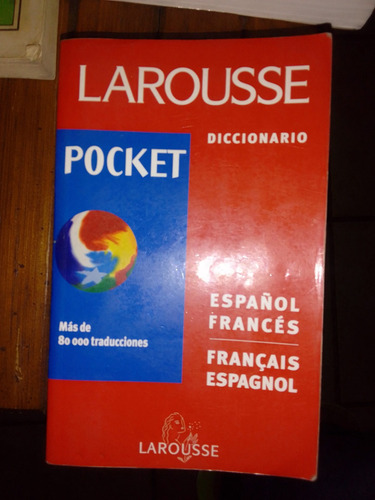 LAROUSSE
DICCIONARIO
POCKET
Más de
80 000 traducciones
ESPAÑOL
FRANCÉS
FRANÇAIS
ESPAGNOL
LAROUSSE